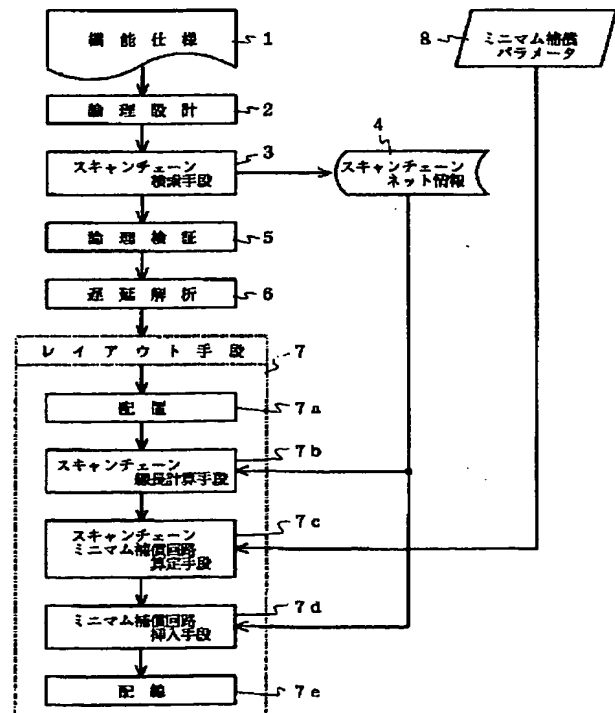 機能仕様
1
8
ミニマム補償
パラメータ
論理設計
2
スキャンチェーン
検索手段
3
4
スキャンチェーン
ネット情報
論理検証
5
遅延解析
6
レイアウト手段
7
配置
7a
スキャンチェーン
線長計算手段
7b
スキャンチェーン
ミニマム補償回路
算定手段
7c
ミニマム補償回路
挿入手段
7d
配線
7e